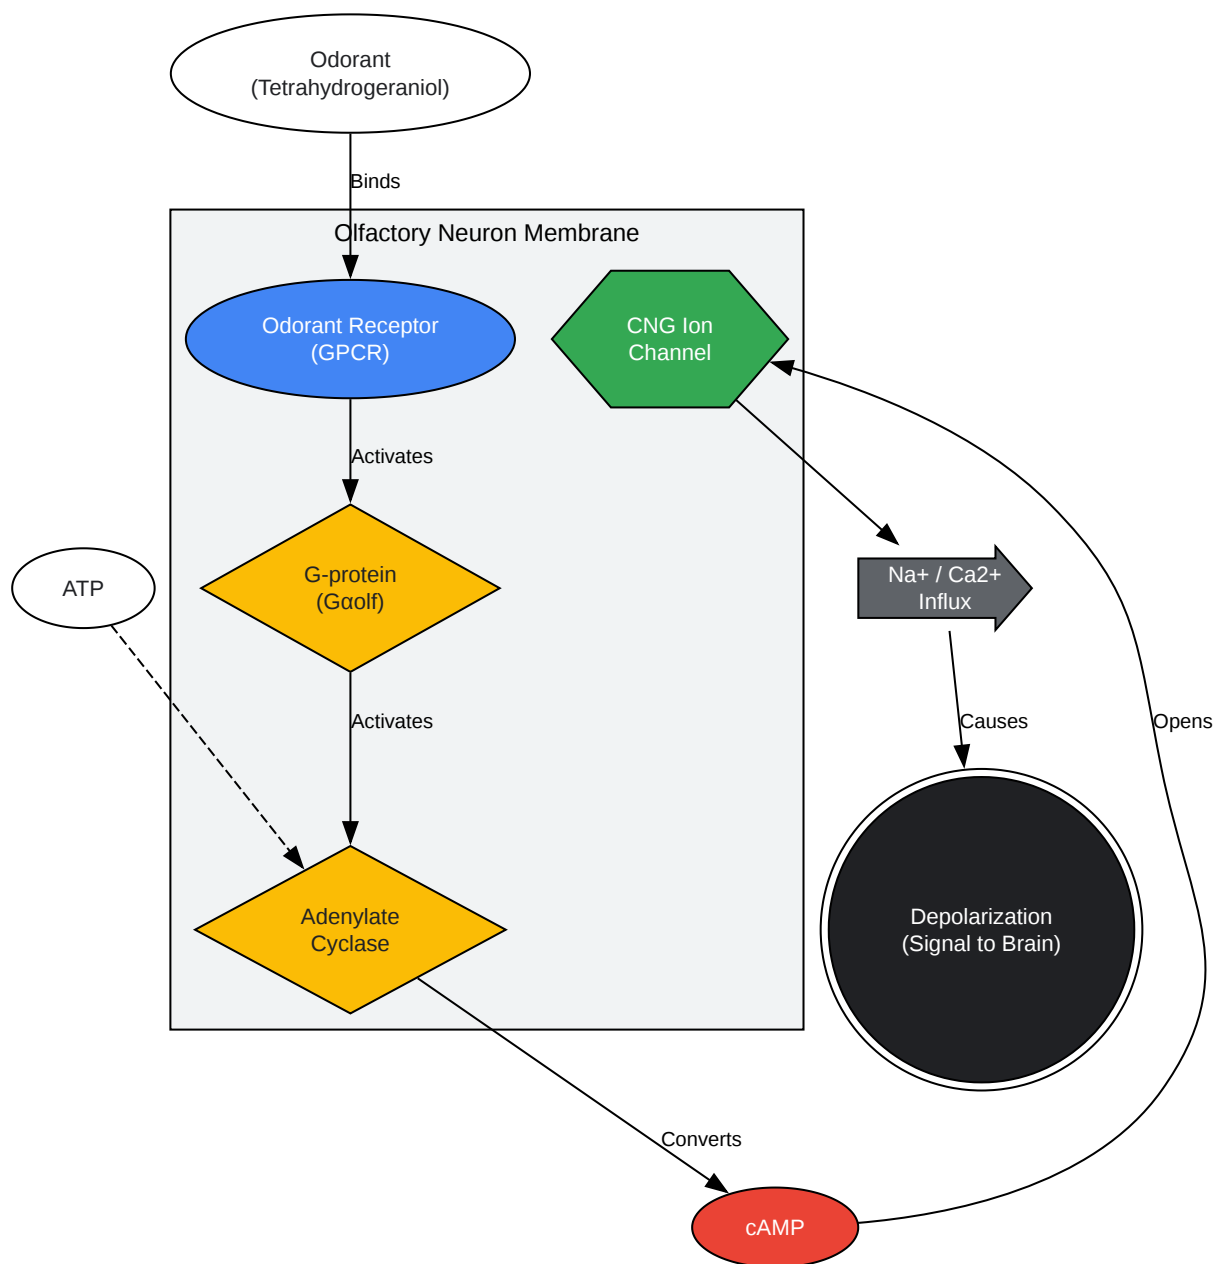 Odorant
(Tetrahydrogeraniol)
Binds
Olfactory Neuron Membrane
Odorant Receptor
(GPCR)
CNG Ion
Channel
Activates
G-protein
(Gαolf)
ATP
Na+ / Ca2+
Influx
Activates
Causes
Opens
Adenylate
Cyclase
Depolarization
(Signal to Brain)
Converts
cAMP